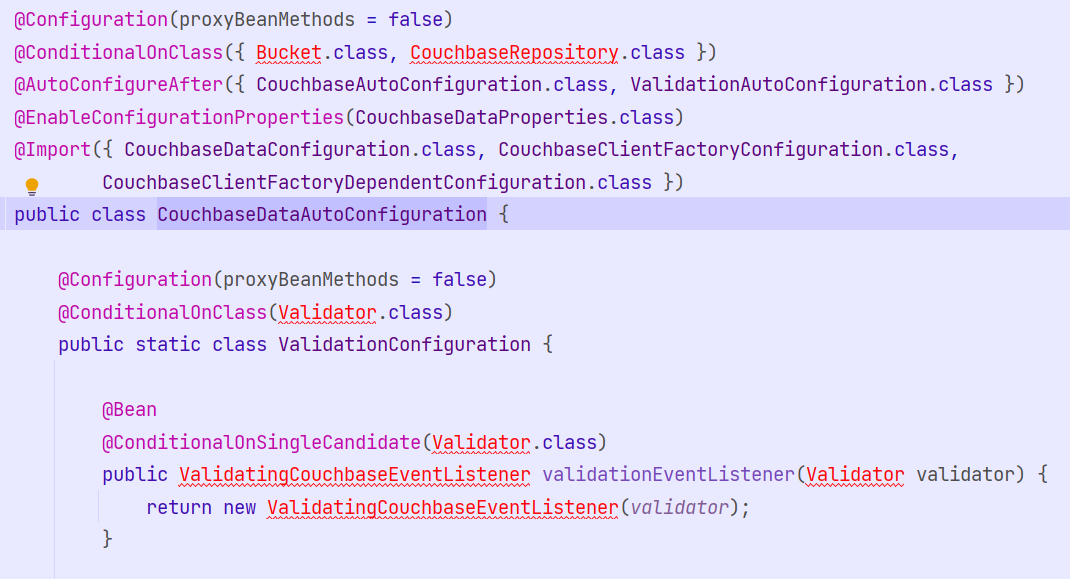 @Configuration(proxyBeanMethods = false)
@ConditionalOnClass({ Bucket.class, CouchbaseRepository.class })
@AutoConfigureAfter({ CouchbaseAutoConfiguration.class, ValidationAutoConfiguration.class })
@EnableConfigurationProperties(CouchbaseDataProperties.class)
@Import({ CouchbaseDataConfiguration.class, CouchbaseClientFactoryConfiguration.class,
        CouchbaseClientFactoryDependentConfiguration.class })
public class CouchbaseDataAutoConfiguration {
    @Configuration(proxyBeanMethods = false)
    @ConditionalOnClass(Validator.class)
    public static class ValidationConfiguration {
        @Bean
        @ConditionalOnSingleCandidate(Validator.class)
        public ValidatingCouchbaseEventListener validationEventListener(Validator validator) {
            return new ValidatingCouchbaseEventListener(validator);
        }